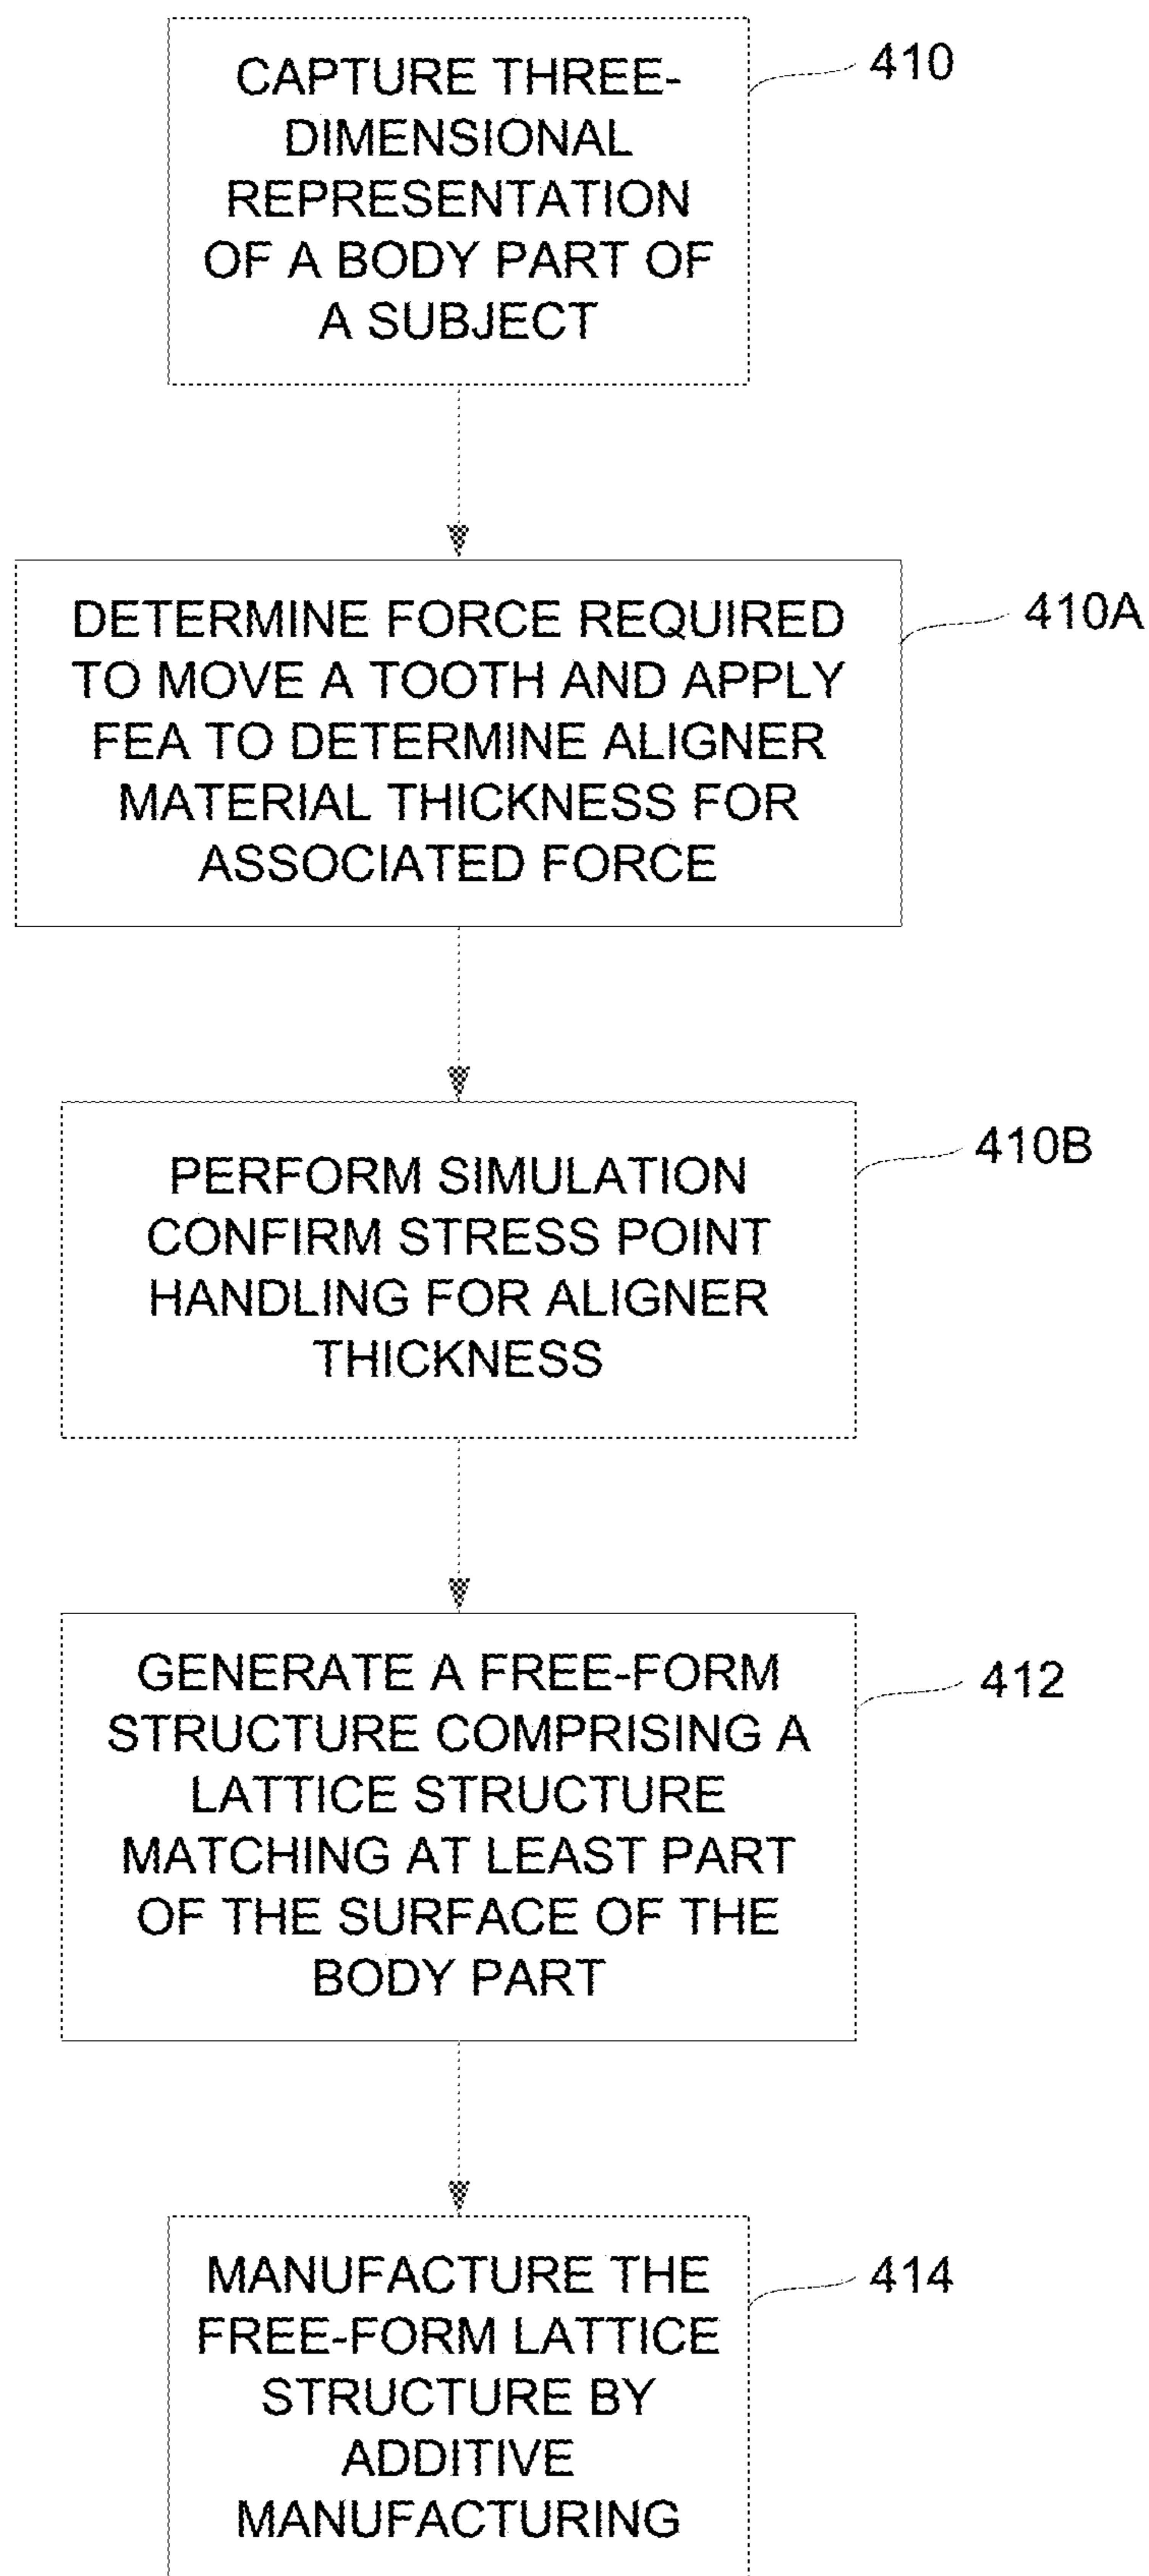 CAPTURE THREE-
DIMENSIONAL
REPRESENTATION
OF A BODY PART OF
A SUBJECT
410
DETERMINE FORCE REQUIRED
TO MOVE A TOOTH AND APPLY
FEA TO DETERMINE ALIGNER
MATERIAL THICKNESS FOR
ASSOCIATED FORCE
410A
PERFORM SIMULATION
CONFIRM STRESS POINT
HANDLING FOR ALIGNER
THICKNESS
410B
GENERATE A FREE-FORM
STRUCTURE COMPRISING A
LATTICE STRUCTURE
MATCHING AT LEAST PART
OF THE SURFACE OF THE
BODY PART
412
MANUFACTURE THE
FREE-FORM LATTICE
STRUCTURE BY
ADDITIVE
MANUFACTURING
414